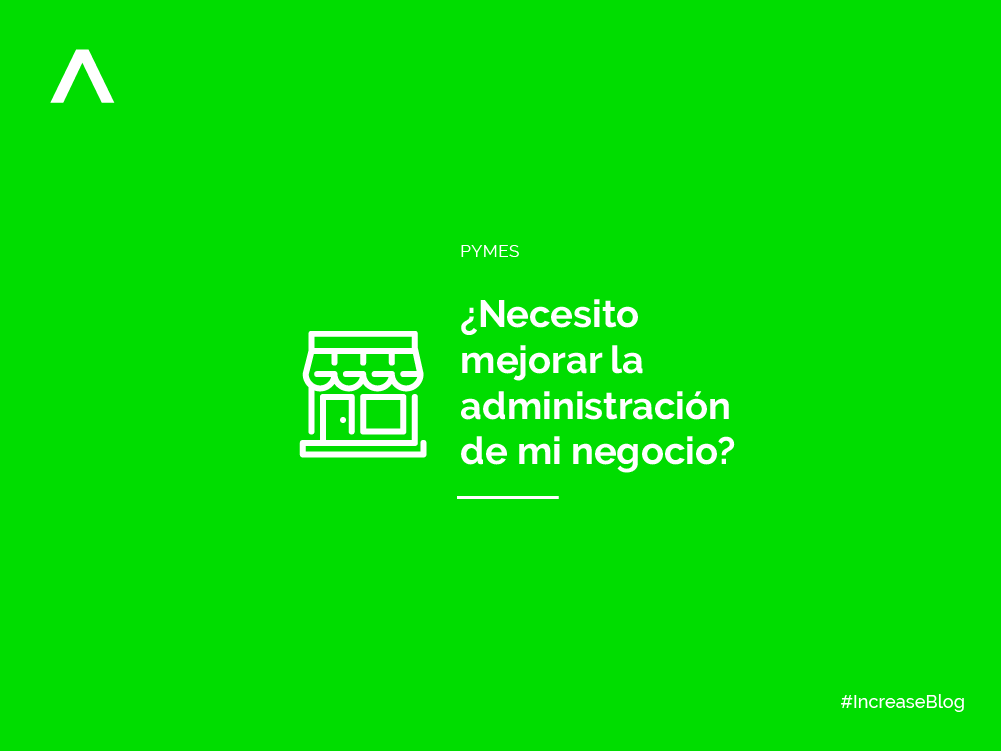 PYMES
¿Necesito
mejorar la
administración
de mi negocio?
#IncreaseBlog